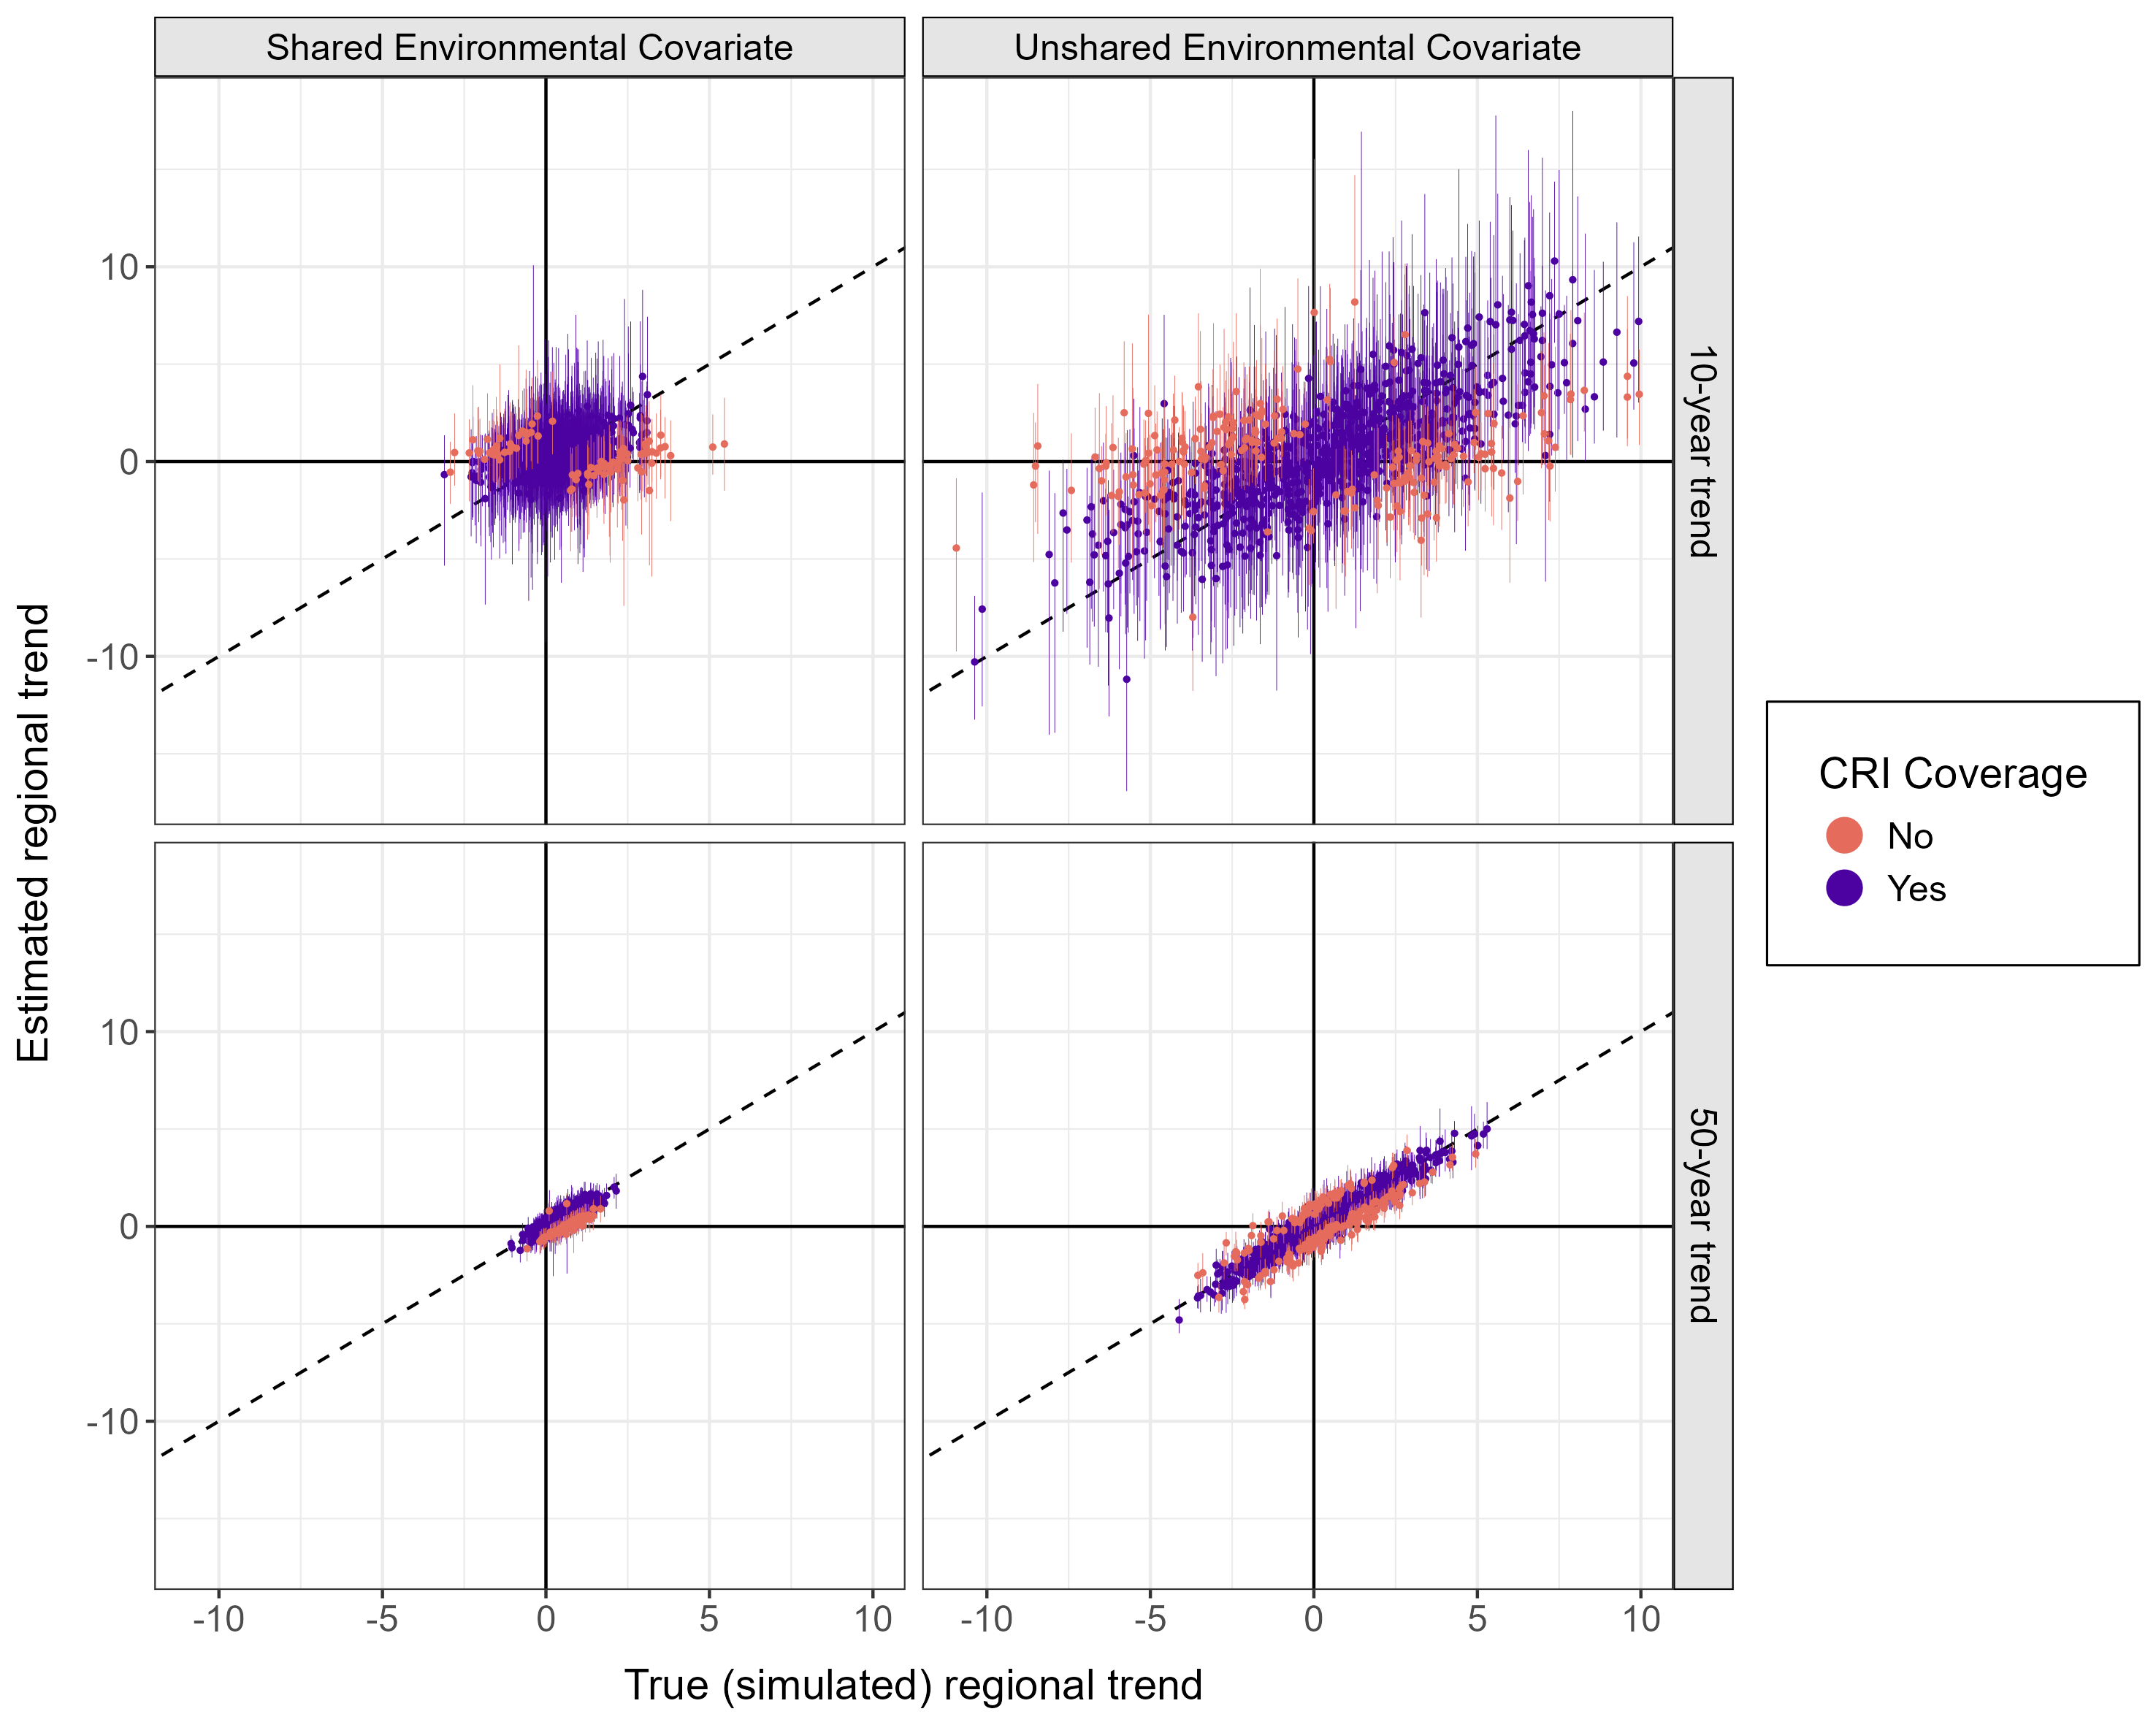 Shared Environmental Covariate
Unshared Environmental Covariate
10
0
-10
10-year trend
10
0
-10
50-year trend
-10
-5
0
5
10
-10
-5
0
5
10
Estimated regional trend
True (simulated) regional trend
CRI Coverage
No
Yes